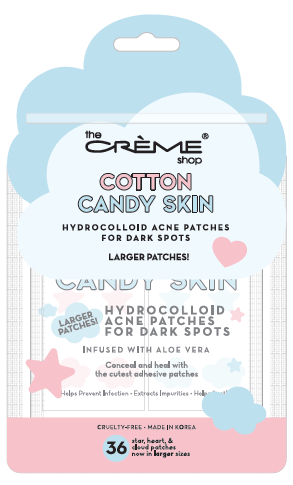 the
CRÈME®
shop
COTTON
CANDY SKIN
HYDROCOLLOID ACNE PATCHES
FOR DARK SPOTS
LARGER PATCHES!
CANDY SKIN
LARGER
PATCHES!
HYDROCOLLOID
ACNE PATCHES
FOR DARK SPOTS
INFUSED WITH ALOE VERA
Conceal and heal with
the cutest adhesive patches
Helps Prevent Infection • Extracts Impurities •
CRUELTY-FREE • MADE IN KOREA
36 star, heart, &
cloud patches
now in larger sizes